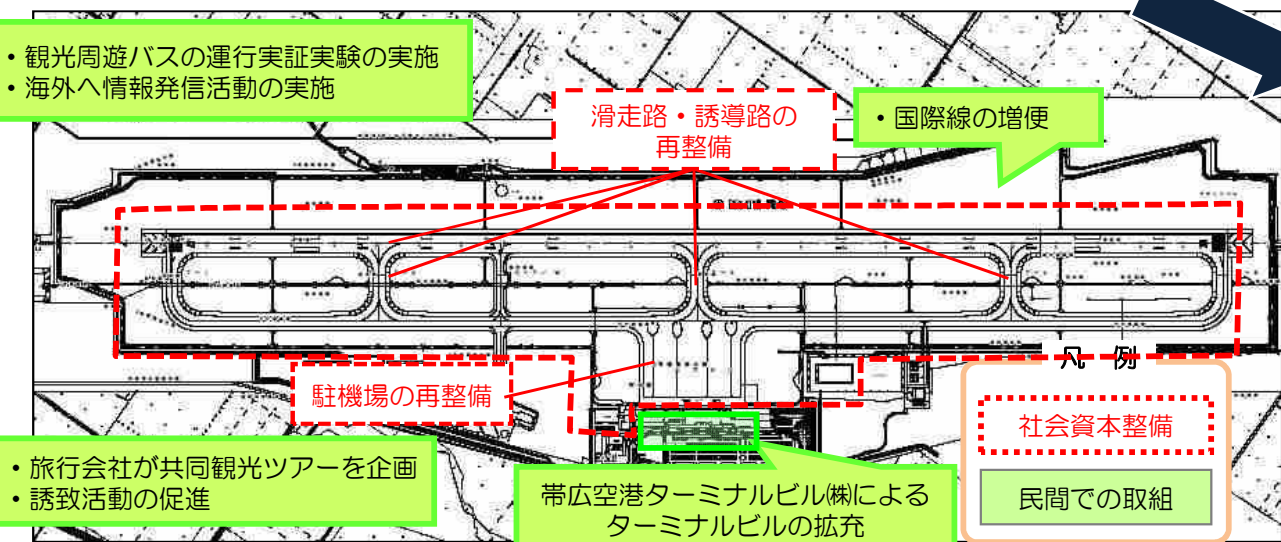 ・観光周遊バスの運行実証実験の実施
・海外へ情報発信活動の実施
滑走路・誘導路の
再整備
・国際線の増便
駐機場の再整備
・旅行会社が共同観光ツアーを企画
・誘致活動の促進
帯広空港ターミナルビル㈱による
ターミナルビルの拡充
凡 例
社会資本整備
民間での取組